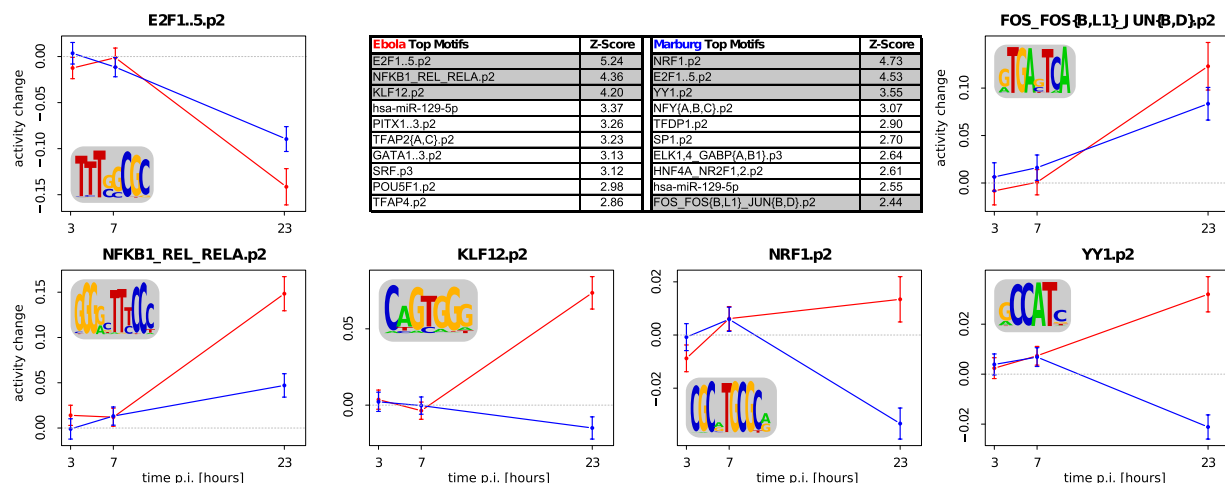 E2F1..5.p2
activity change
0.00
−0.05
−0.10
−0.15
3 7 23
Ebola Top Motifs Z-Score Marburg Top Motifs Z-Score
E2F1..5.p2 5.24 NRF1.p2 4.73
NFKB1_REL_RELA.p2 4.36 E2F1..5.p2 4.53
KLF12.p2 4.20 YY1.p2 3.55
hsa-miR-129-5p 3.37 NFY{A,B,C}.p2 3.07
PITX1..3.p2 3.26 TFDP1.p2 2.90
TFAP2{A,C}.p2 3.23 SP1.p2 2.70
GATA1..3.p2 3.13 ELK1,4_GABP{A,B1}.p3 2.64
SRF.p3 3.12 HNF4A_NR2F1,2.p2 2.61
POU5F1.p2 2.98 hsa-miR-129-5p 2.55
TFAP4.p2 2.86 FOS_FOS{B,L1}_JUN{B,D}.p2 2.44
FOS_FOS{B,L1}_JUN{B,D}.p2
activity change
0.10
0.05
0.00
3 7 23
NFKB1_REL_RELA.p2
activity change
0.15
0.10
0.05
0.00
3 7 23
time p.i. [hours]
KLF12.p2
0.05
0.00
3 7 23
time p.i. [hours]
NRF1.p2
0.02
0.00
−0.02
3 7 23
time p.i. [hours]
YY1.p2
0.02
0.00
−0.02
3 7 23
time p.i. [hours]